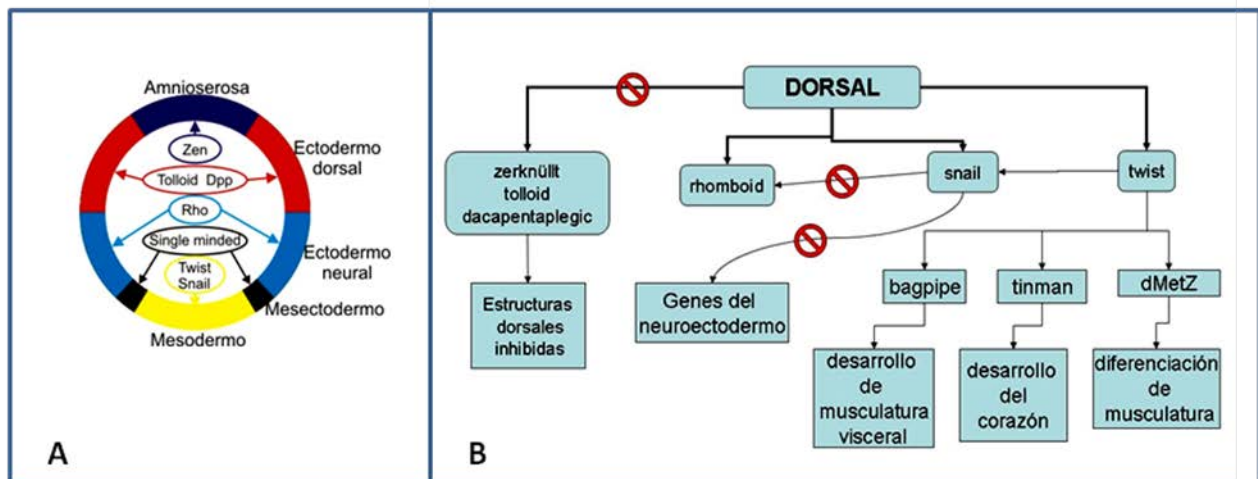 Amnioserosa
Zen
Ectodermo
dorsal
Tolloid Dpp
Rho
Single minded
Ectodermo
neural
Twist
Snail
Mesectodermo
Mesodermo
A
DORSAL
zerknüllt
tolloid
dacapentaplegic
rhomboid
snail
twist
Estructuras
dorsales
inhibidas
Genes del
neuroectodermo
bagpipe
tinman
dMetZ
desarrollo
de
musculatura
visceral
desarrollo
del
corazón
diferenciación
de
musculatura
B